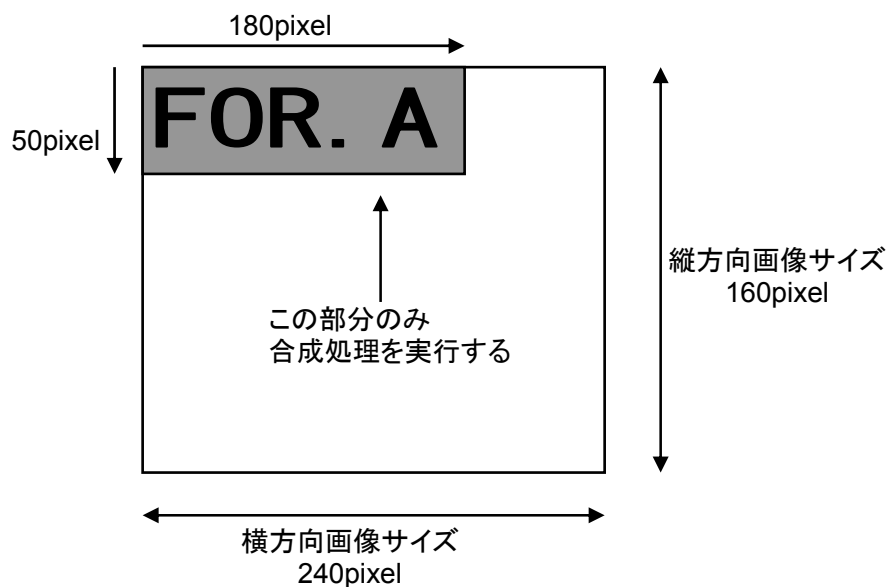 180pixel
50pixel
FOR. A
縦方向画像サイズ
160pixel
この部分のみ
合成処理を実行する
横方向画像サイズ
240pixel